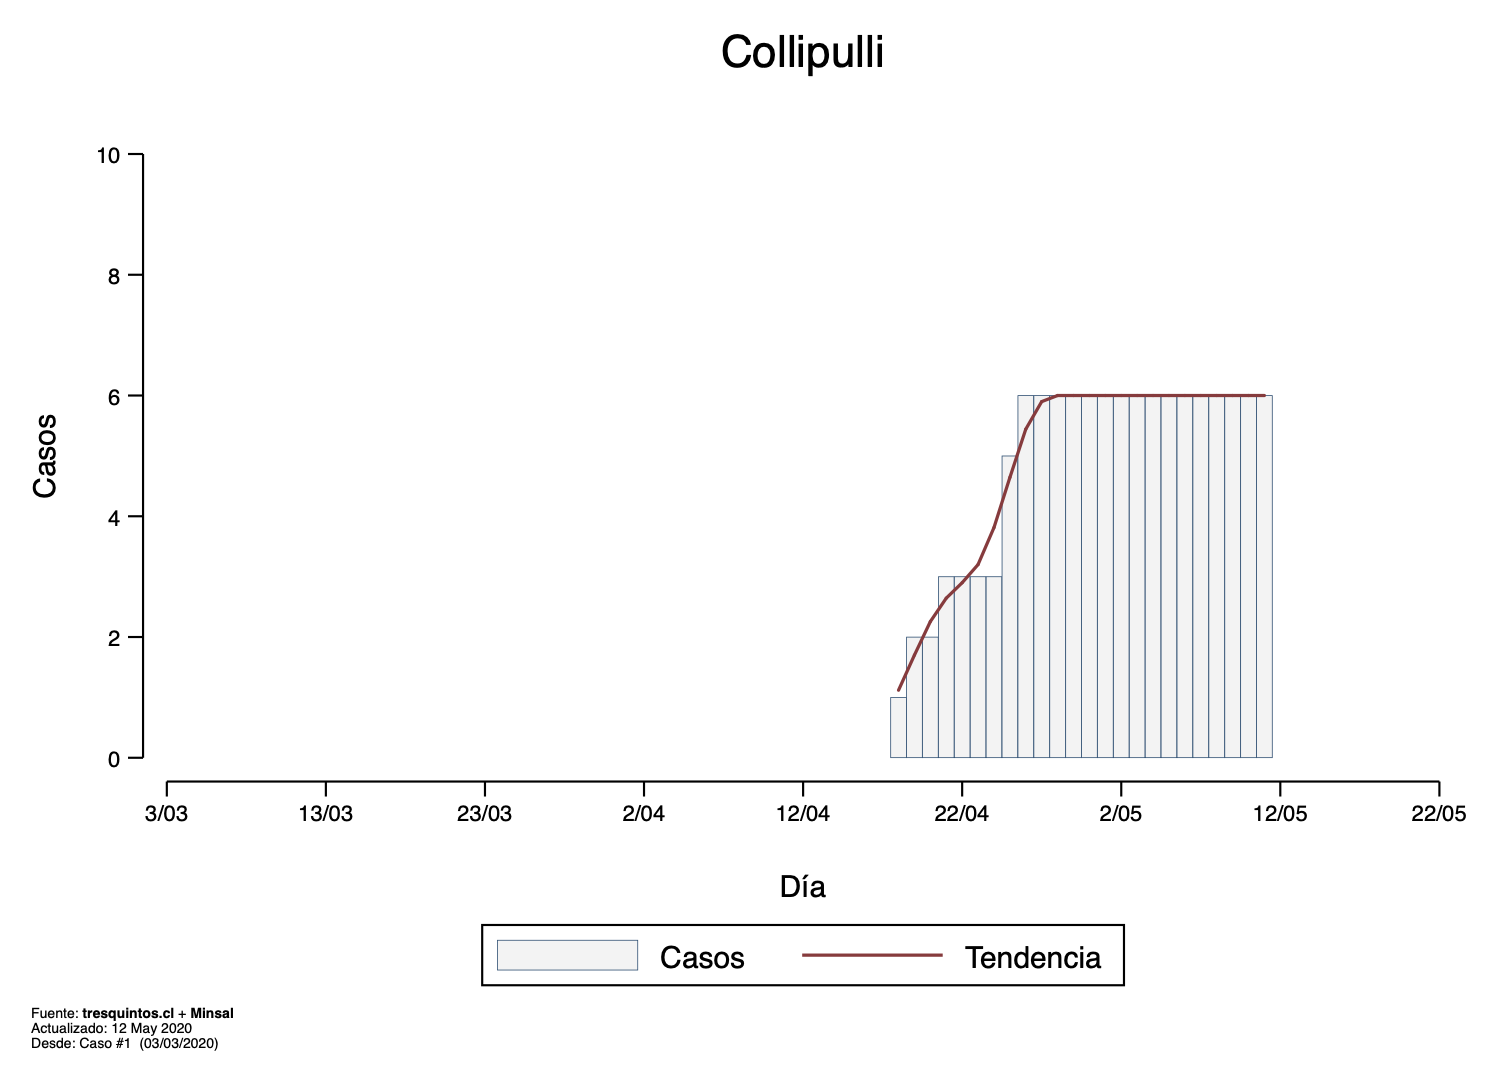 Collipulli
10
8
6
4
2
0
Casos
3/03 13/03 23/03 2/04 12/04 22/04 2/05 12/05 22/05
Día
Casos Tendencia
Fuente: tresquintos.cl + Minsal
Actualizado: 12 May 2020
Desde: Caso #1 (03/03/2020)